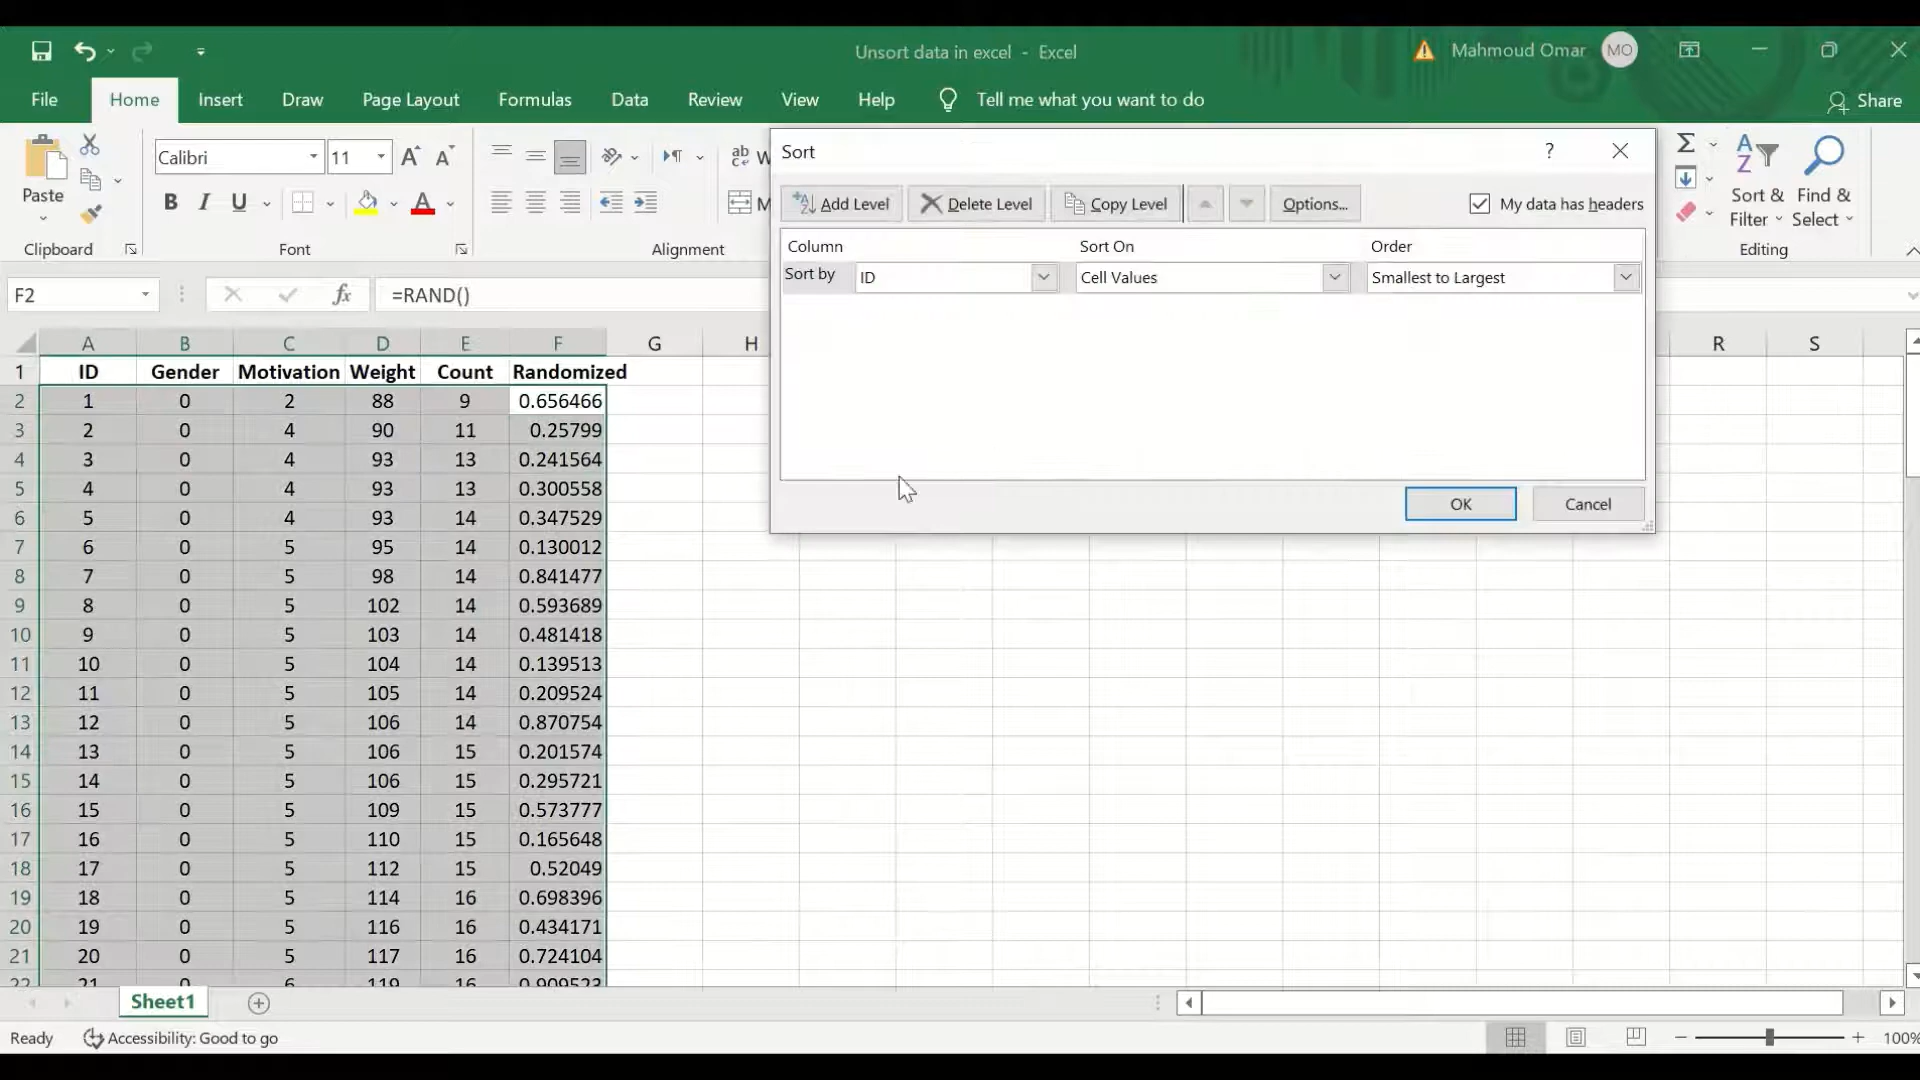 Unsort data in excel - Excel
Mahmoud Omar MO
File Home Insert Draw Page Layout Formulas Data Review View Help Tell me what you want to do Share
Paste
Clipboard
Calibri 11
B I U A
Font
ab
Alignment
Sort & Filter
Find & Select
Editing
F2 fx =RAND()
Sort ?
Add Level Delete Level Copy Level Options... My data has headers
Column Sort On Order
Sort by ID Cell Values Smallest to Largest
OK Cancel
A B C D E F G H R S
1 ID Gender Motivation Weight Count Randomized
2 1 0 2 88 9 0.656466
3 2 0 4 90 11 0.25799
4 3 0 4 93 13 0.241564
5 4 0 4 93 13 0.300558
6 5 0 4 93 14 0.347529
7 6 0 5 95 14 0.130012
8 7 0 5 98 14 0.841477
9 8 0 5 102 14 0.593689
10 9 0 5 103 14 0.481418
11 10 0 5 104 14 0.139513
12 11 0 5 105 14 0.209524
13 12 0 5 106 14 0.870754
14 13 0 5 106 15 0.201574
15 14 0 5 106 15 0.295721
16 15 0 5 109 15 0.573777
17 16 0 5 110 15 0.165648
18 17 0 5 112 15 0.52049
19 18 0 5 114 16 0.698396
20 19 0 5 116 16 0.434171
21 20 0 5 117 16 0.724104
22 21 0 6 119 16 0.909523
Sheet1
Ready Accessibility: Good to go 100%